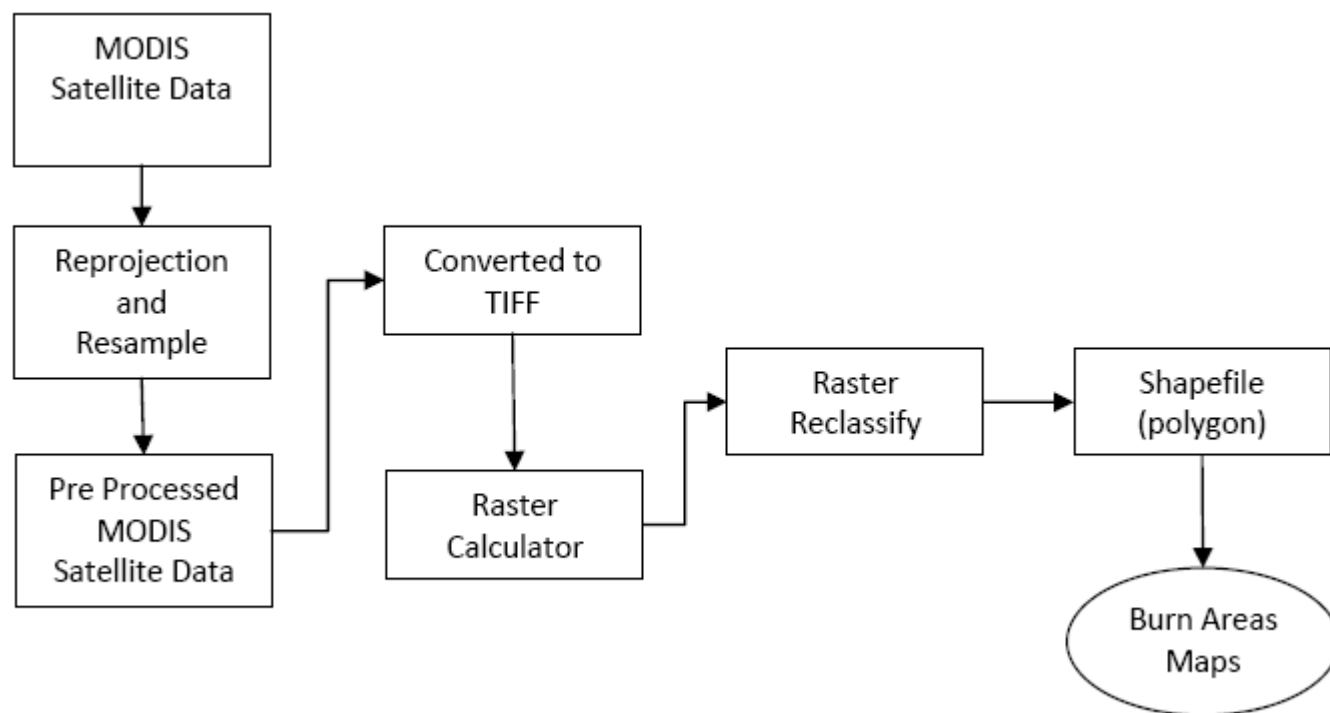 MODIS
Satellite Data
Reprojection
and
Resample
Pre Processed
MODIS
Satellite Data
Converted to
TIFF
Raster
Calculator
Raster
Reclassify
Shapefile
(polygon)
Burn Areas
Maps